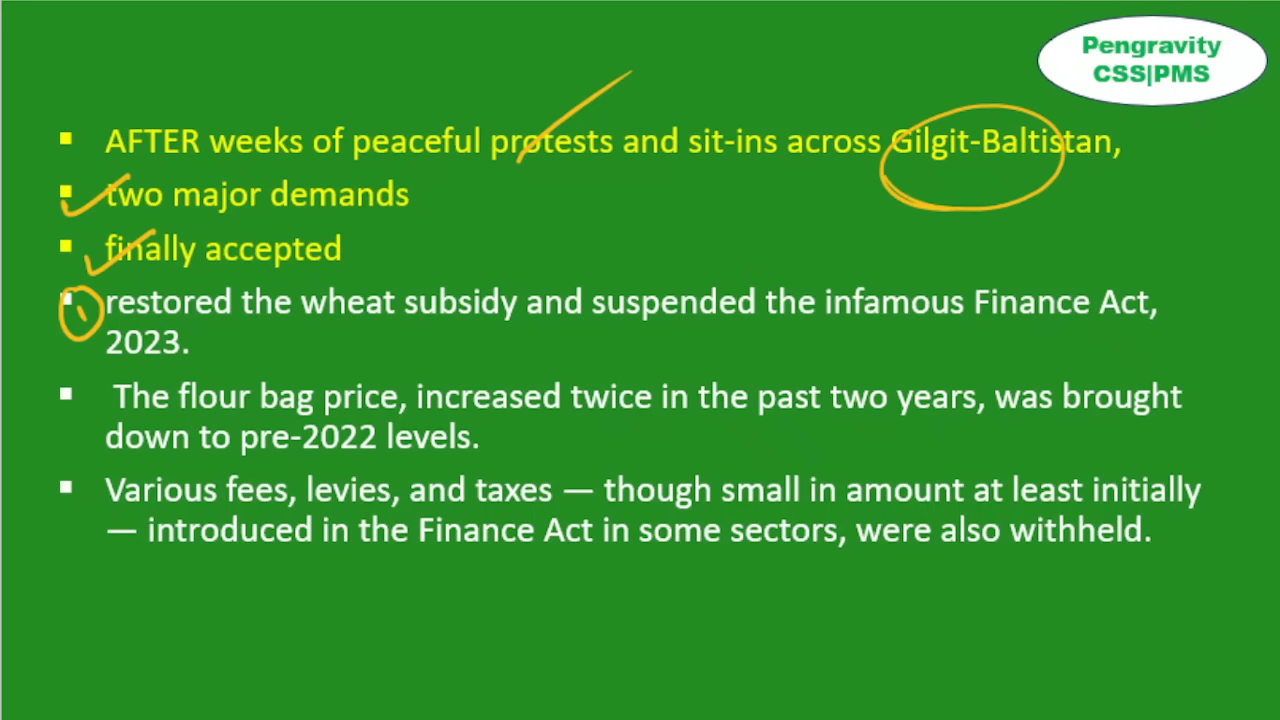 Pengravity
CSS|PMS
AFTER weeks of peaceful protests and sit-ins across Gilgit-Baltistan,
two major demands
finally accepted
restored the wheat subsidy and suspended the infamous Finance Act,
2023.
The flour bag price, increased twice in the past two years, was brought
down to pre-2022 levels.
Various fees, levies, and taxes — though small in amount at least initially
— introduced in the Finance Act in some sectors, were also withheld.